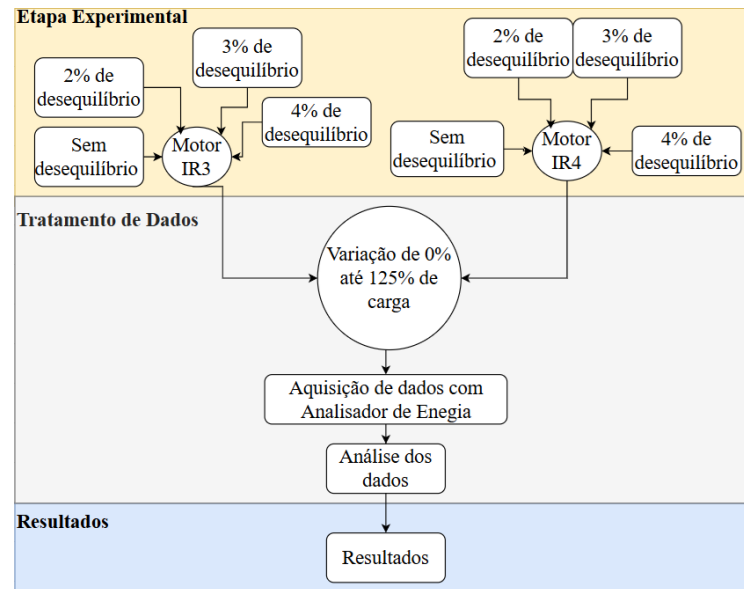 Etapa Experimental
3% de
desequilíbrio
2% de
desequilíbrio
4% de
desequilíbrio
Sem
desequilíbrio
Motor
IR3
2% de
desequilíbrio
3% de
desequilíbrio
Sem
desequilíbrio
Motor
IR4
4% de
desequilíbrio
Tratamento de Dados
Variação de 0%
até 125% de
carga
Aquisição de dados com
Analisador de Enegia
Análise dos
dados
Resultados
Resultados